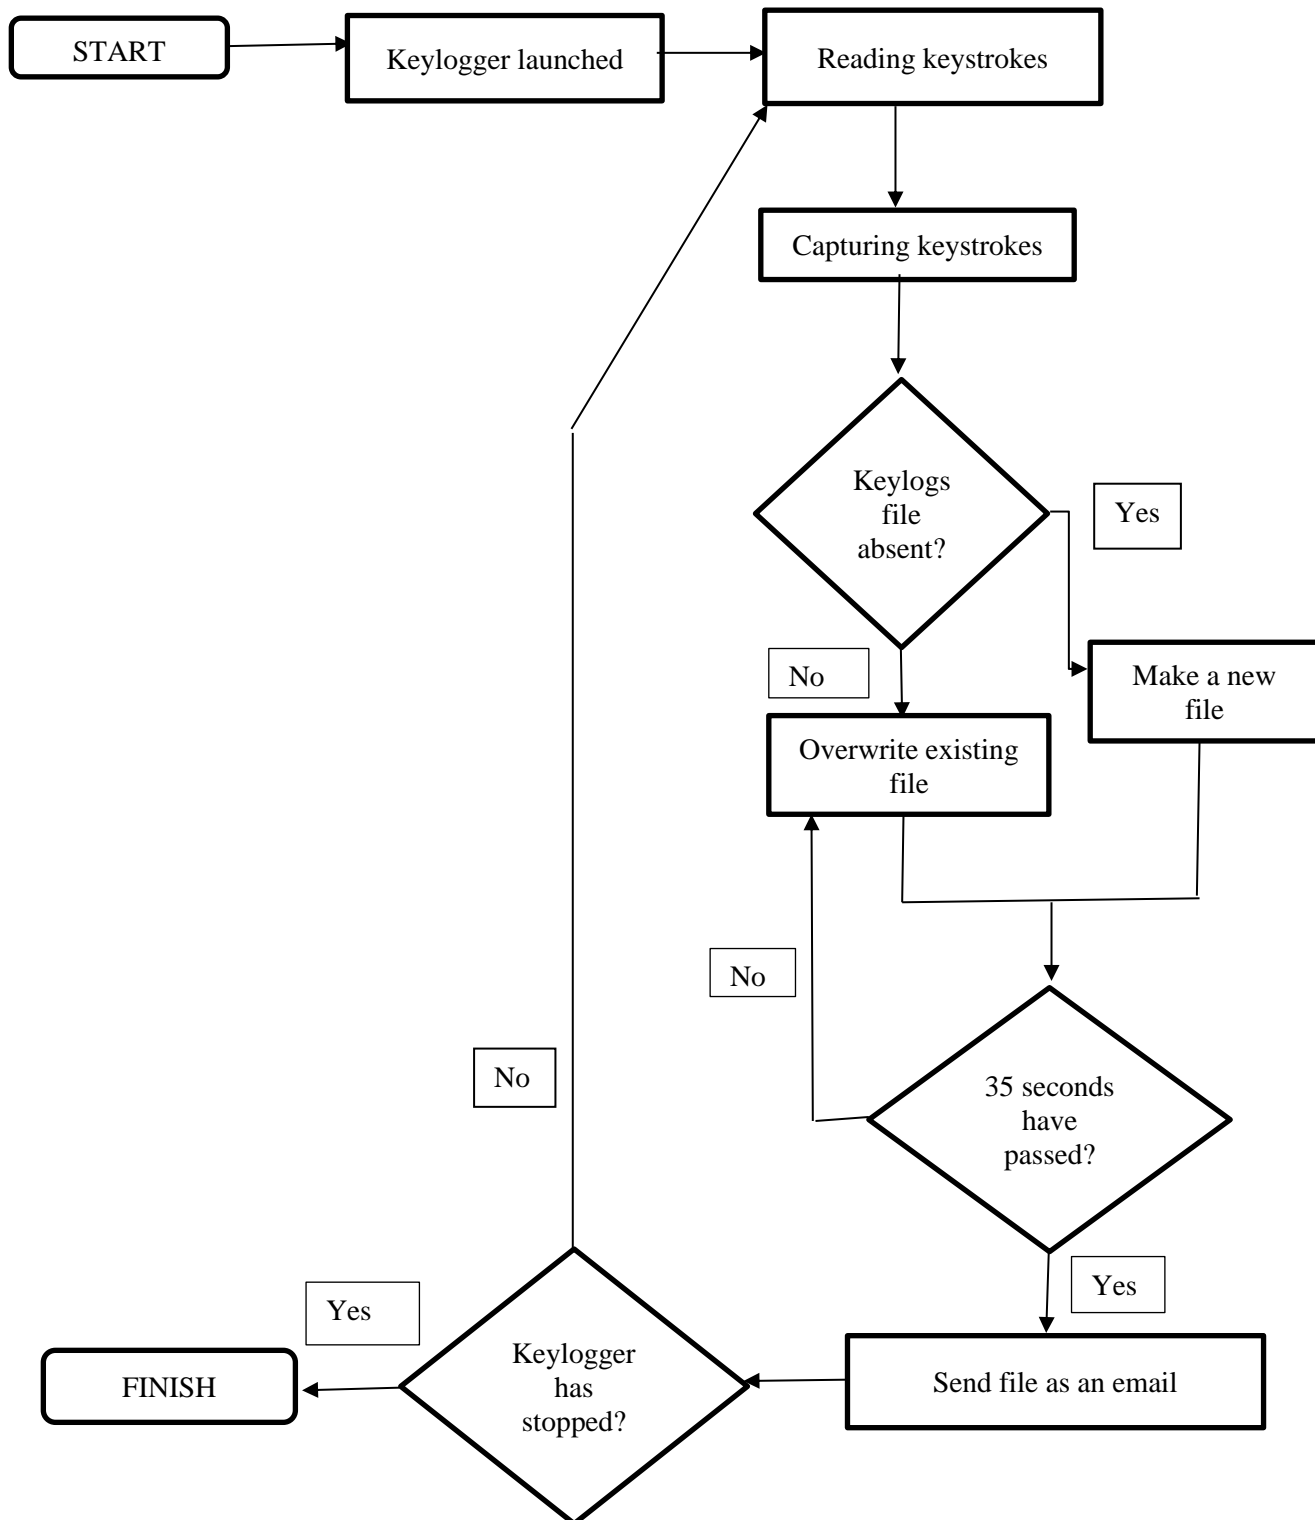 START
Keylogger launched
Reading keystrokes
Capturing keystrokes
Keylogs
file
absent?
Yes
No
Make a new
file
Overwrite existing
file
No
35 seconds
have
passed?
No
Yes
Yes
Send file as an email
Keylogger
has
stopped?
FINISH